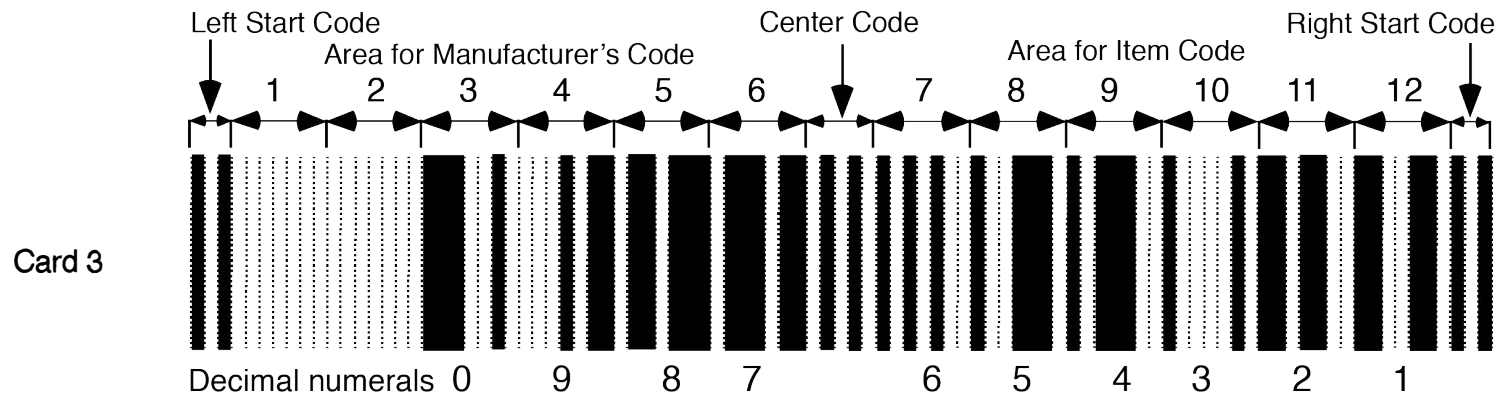 Left Start Code
Center Code
Right Start Code
Area for Manufacturer's Code
Area for Item Code
1 2 3 4 5 6 7 8 9 10 11 12
Card 3
Decimal numerals 0 9 8 7 6 5 4 3 2 1